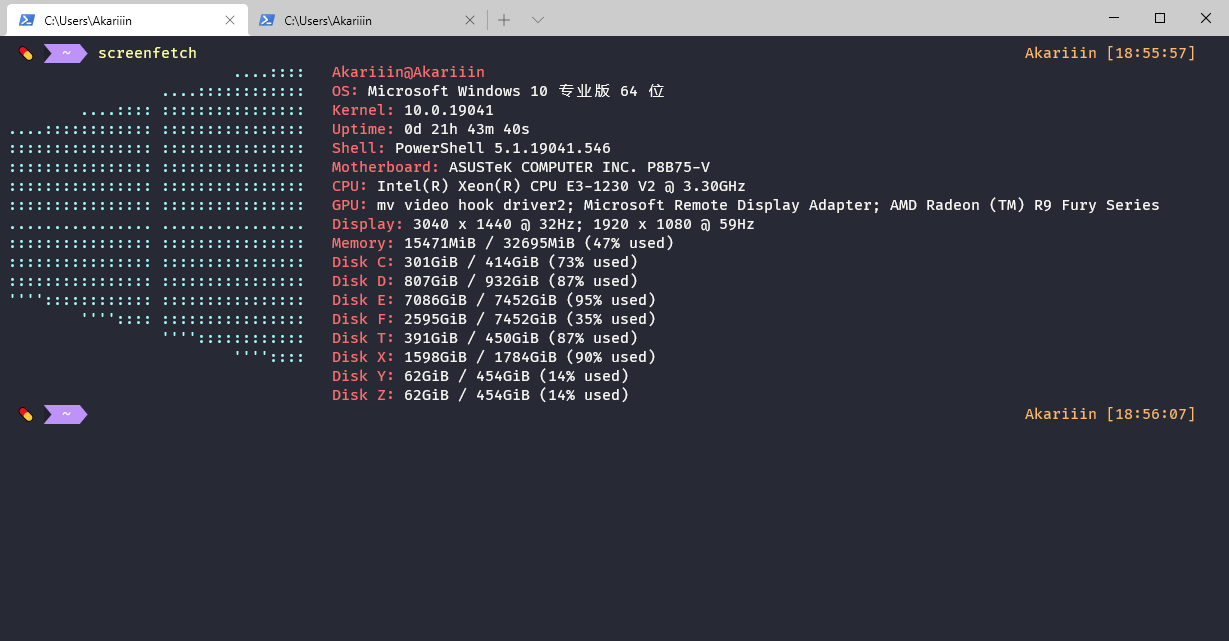 C:\Users\Akariiin
C:\Users\Akariiin
~ screenfetch Akariiin [18:55:57]
....:::: Akariiin@Akariiin
....:::::::::::: OS: Microsoft Windows 10 专业版 64 位
....:::: :::::::::::::::: Kernel: 10.0.19041
....:::::::::::: :::::::::::::::: Uptime: 0d 21h 43m 40s
:::::::::::::::: :::::::::::::::: Shell: PowerShell 5.1.19041.546
:::::::::::::::: :::::::::::::::: Motherboard: ASUSTeK COMPUTER INC. P8B75-V
:::::::::::::::: :::::::::::::::: CPU: Intel(R) Xeon(R) CPU E3-1230 V2 @ 3.30GHz
:::::::::::::::: :::::::::::::::: GPU: mv video hook driver2; Microsoft Remote Display Adapter; AMD Radeon (TM) R9 Fury Series
................ ................ Display: 3040 x 1440 @ 32Hz; 1920 x 1080 @ 59Hz
:::::::::::::::: :::::::::::::::: Memory: 15471MiB / 32695MiB (47% used)
:::::::::::::::: :::::::::::::::: Disk C: 301GiB / 414GiB (73% used)
:::::::::::::::: :::::::::::::::: Disk D: 807GiB / 932GiB (87% used)
'''':::::::::::: :::::::::::::::: Disk E: 7086GiB / 7452GiB (95% used)
'''':::: :::::::::::::::: Disk F: 2595GiB / 7452GiB (35% used)
'''':::::::::::: Disk T: 391GiB / 450GiB (87% used)
'''':::: Disk X: 1598GiB / 1784GiB (90% used)
Disk Y: 62GiB / 454GiB (14% used)
Disk Z: 62GiB / 454GiB (14% used)
~ Akariiin [18:56:07]